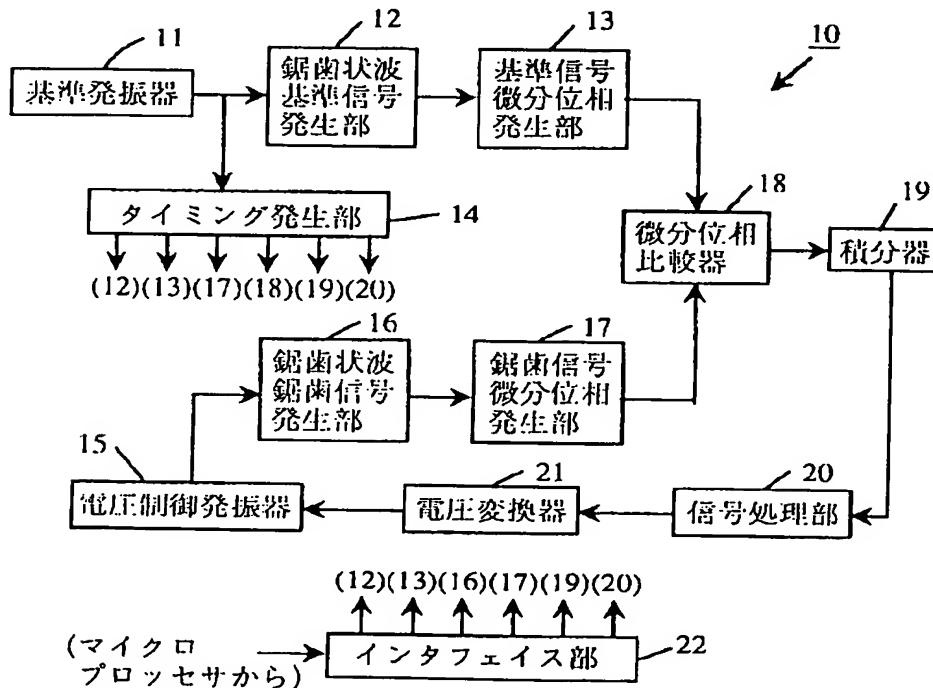 10
11
基準発振器
12
鋸歯状波
基準信号
発生部
13
基準信号
微分位相
発生部
タイミング発生部
14
(12)(13)(17)(18)(19)(20)
18
微分位相
比較器
19
積分器
16
鋸歯状波
鋸歯信号
発生部
17
鋸歯信号
微分位相
発生部
15
電圧制御発振器
21
電圧変換器
20
信号処理部
(12)(13)(16)(17)(19)(20)
(マイクロ
プロッセサから)
インタフェイス部
22